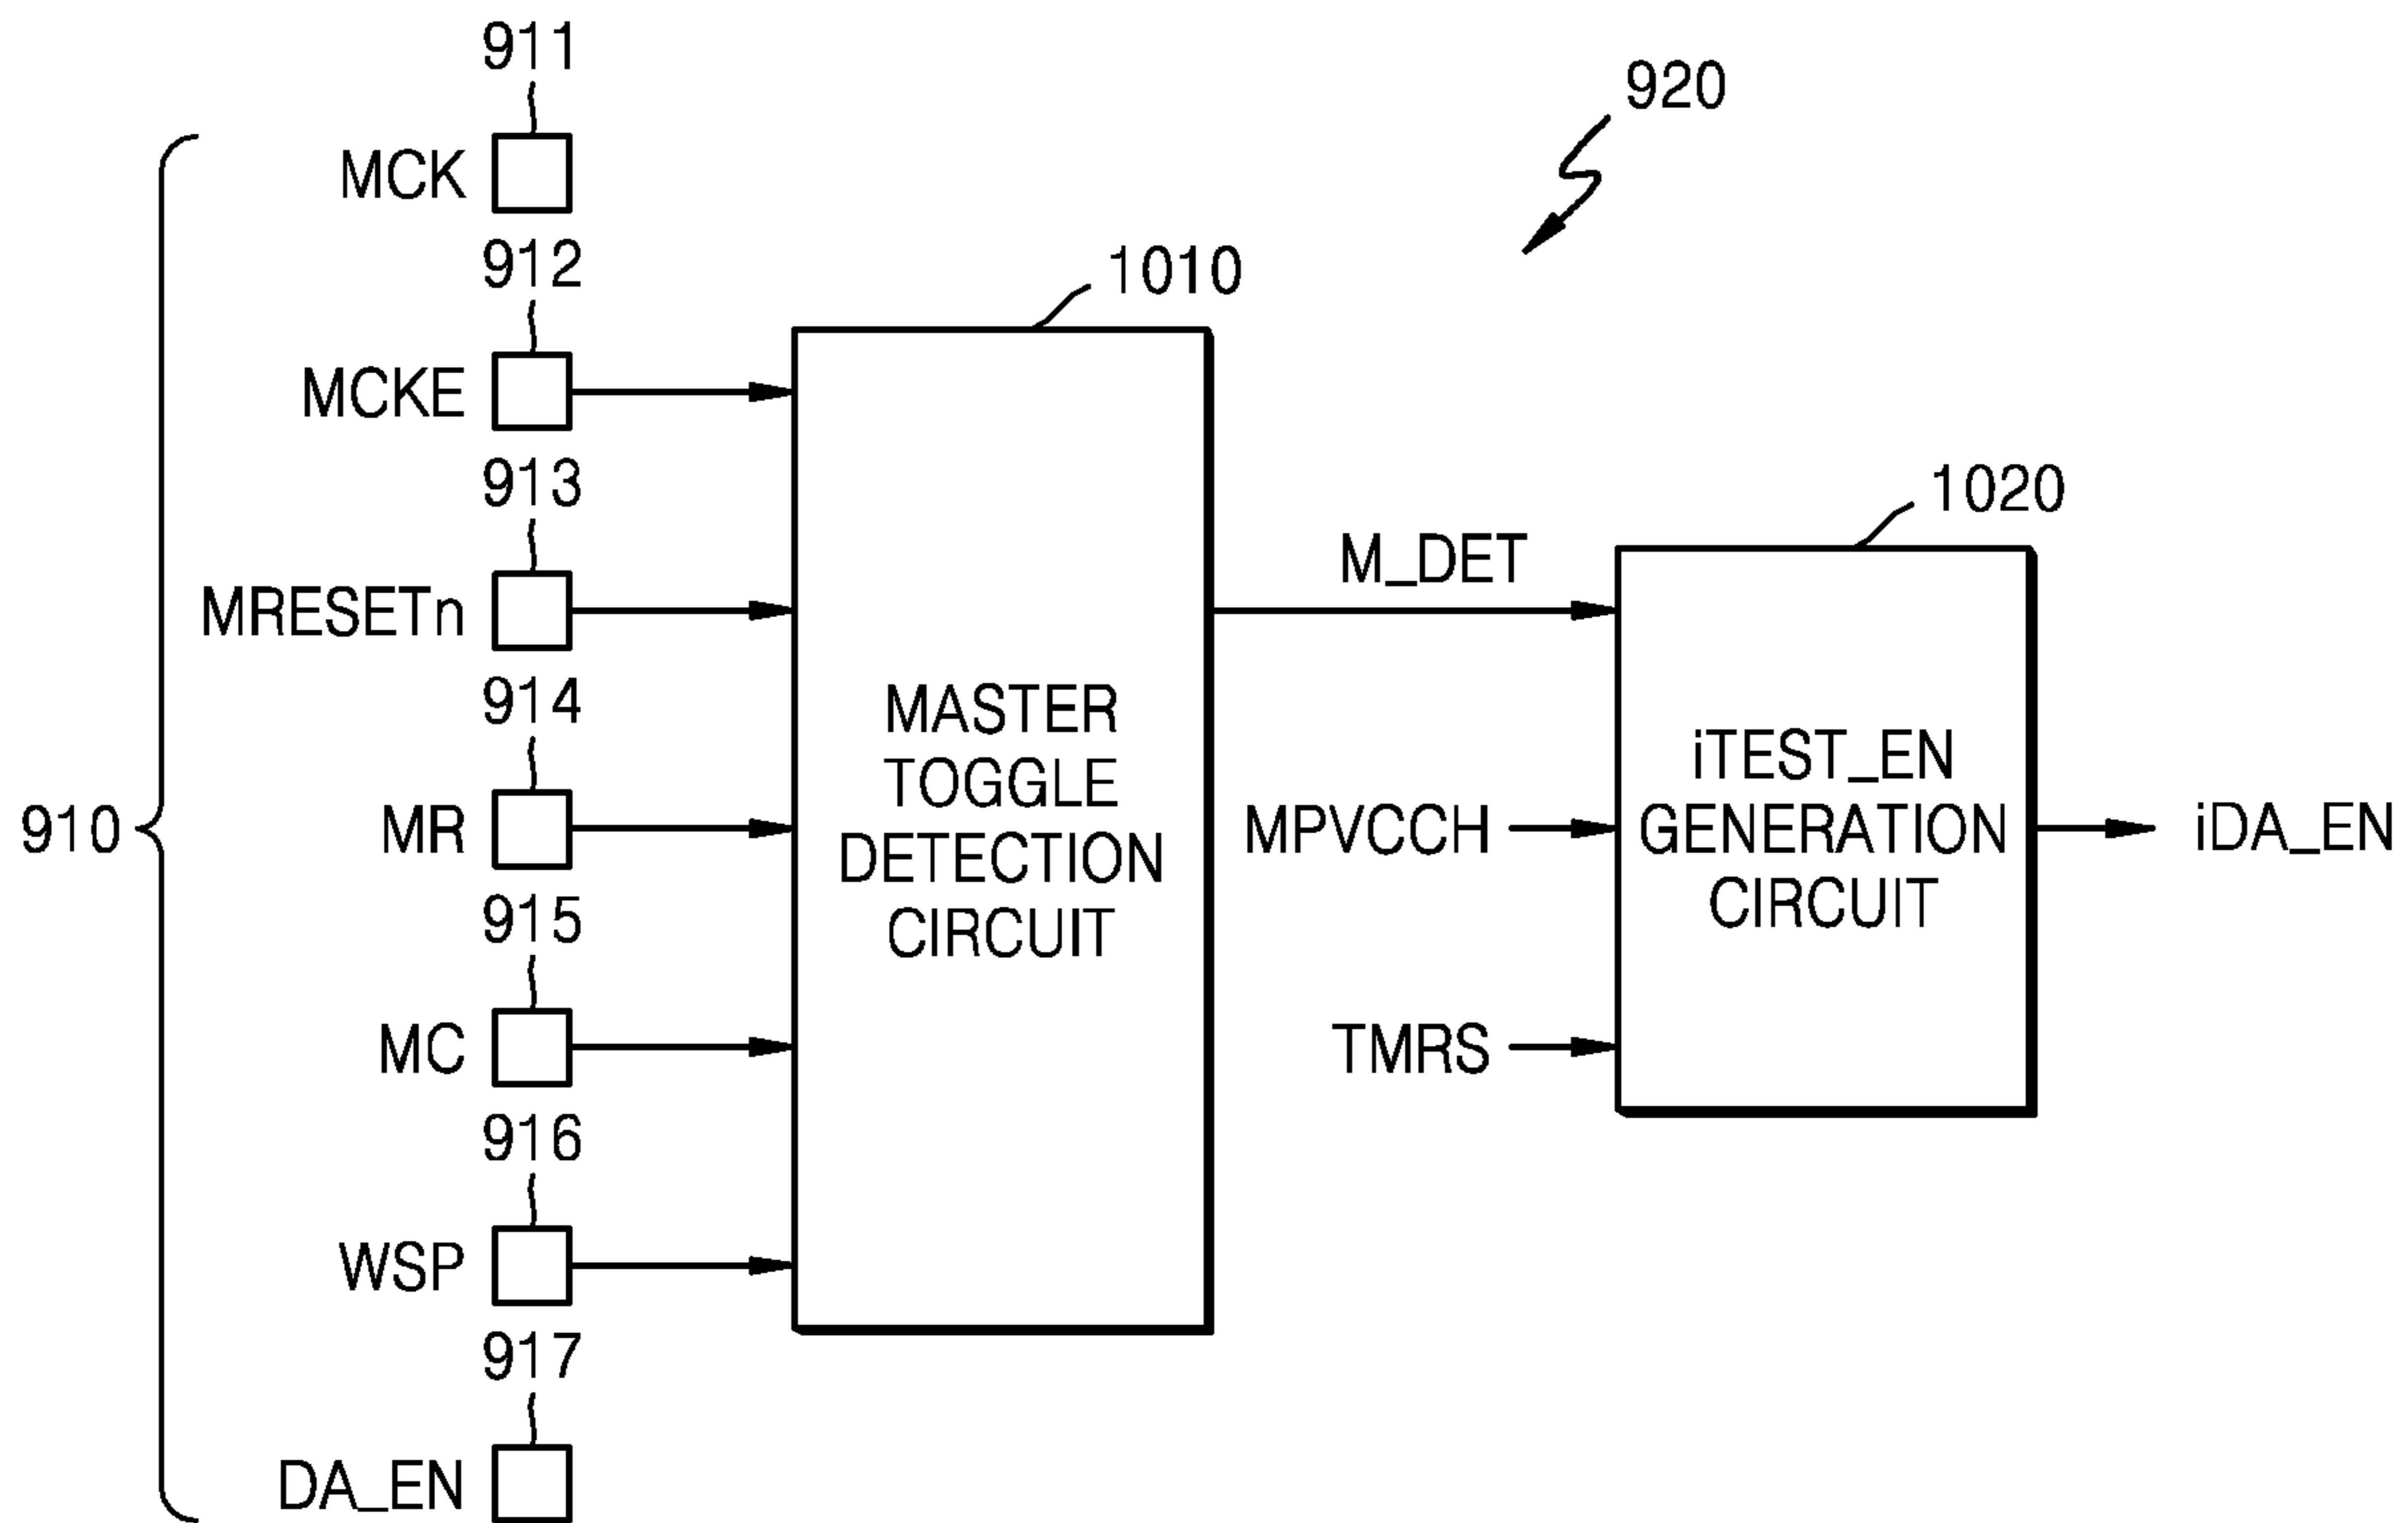 911
920
MCK
912
1010
MCKE
913
1020
MRESETn
M_DET
914
MASTER
TOGGLE
DETECTION
CIRCUIT
iTEST_EN
GENERATION
CIRCUIT
910
MR
MPVCCH
iDA_EN
915
MC
TMRS
916
WSP
917
DA_EN